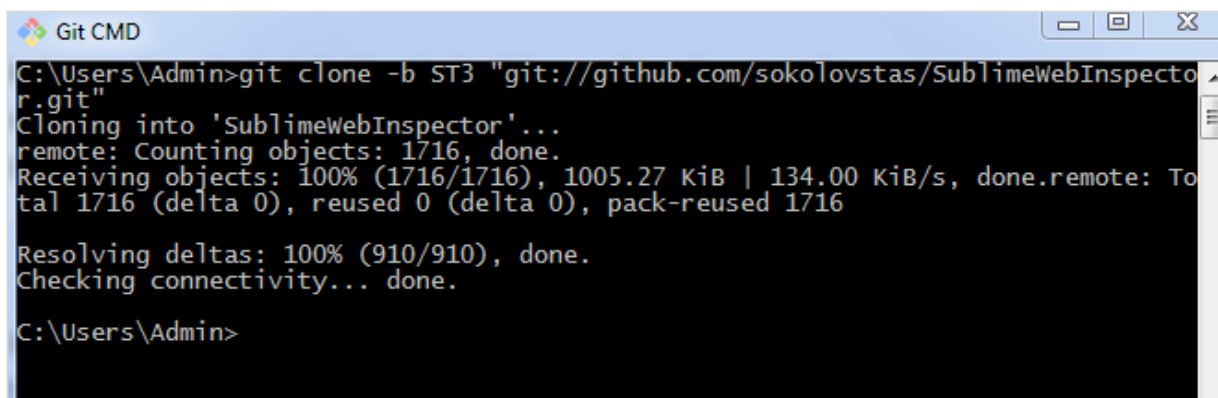 Git CMD
C:\Users\Admin>git clone -b ST3 "git://github.com/sokolovstas/SublimeWebInspecto
r.git"
Cloning into 'SublimeWebInspector'...
remote: Counting objects: 1716, done.
Receiving objects: 100% (1716/1716), 1005.27 KiB | 134.00 KiB/s, done.remote: To
tal 1716 (delta 0), reused 0 (delta 0), pack-reused 1716
Resolving deltas: 100% (910/910), done.
Checking connectivity... done.
C:\Users\Admin>